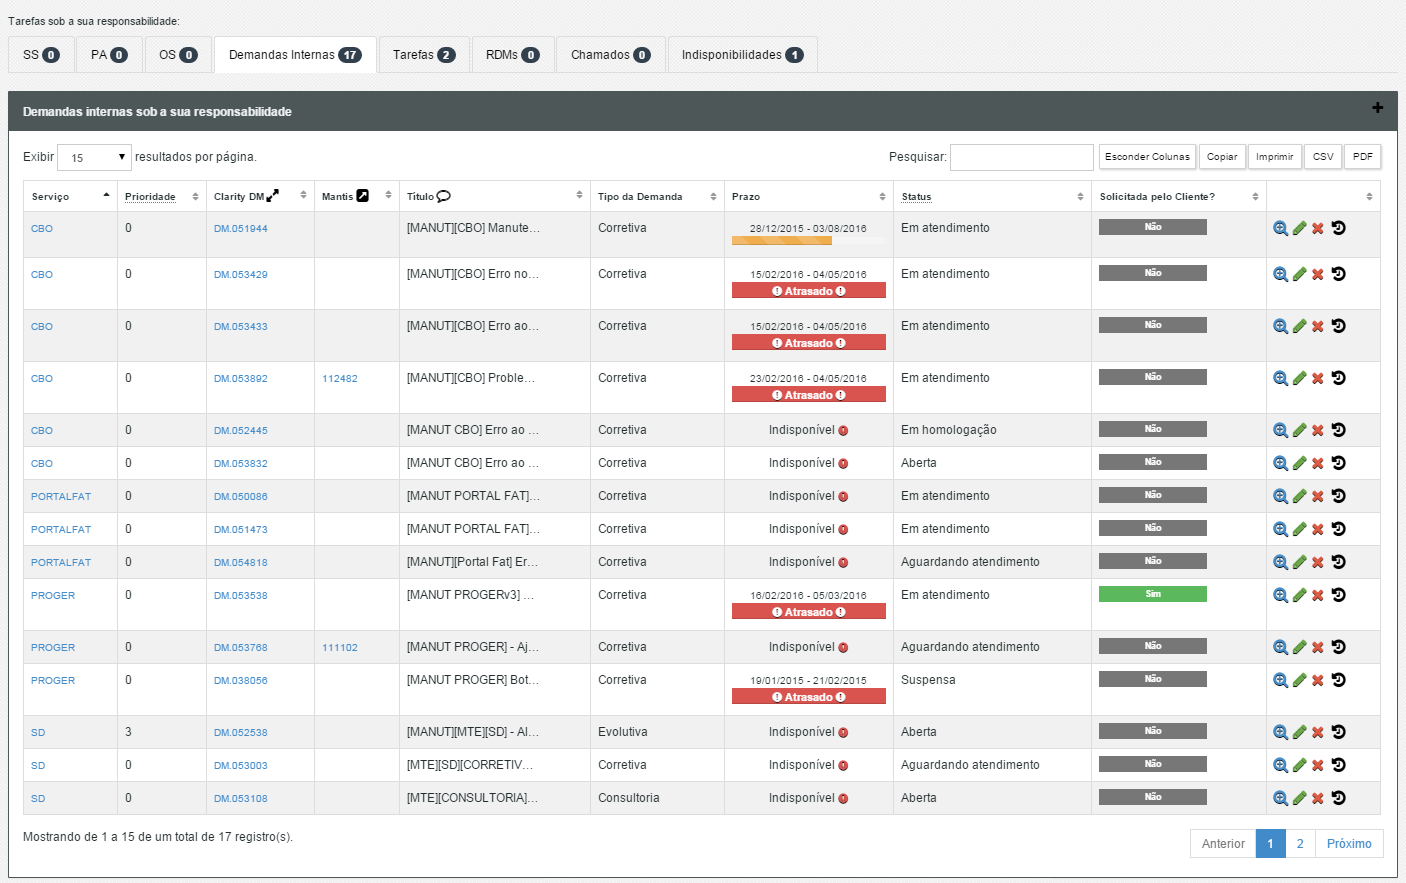 Tarefas sob a sua responsabilidade:
SS 0 PA 0 OS 0 Demandas Internas 17 Tarefas 2 RDMs 0 Chamados 0 Indisponibilidades 1
Demandas internas sob a sua responsabilidade
Exibir 15 resultados por página. Pesquisar: Esconder Colunas Copiar Imprimir CSV PDF
Serviço Prioridade Clarity DM Mantis Titulo Tipo da Demanda Prazo Status Solicitada pelo Cliente?
CBO 0 DM.051944 [MANUT][CBO] Manute... Corretiva 28/12/2015 - 03/08/2016 Em atendimento Não
CBO 0 DM.053429 [MANUT][CBO] Erro no... Corretiva 15/02/2016 - 04/05/2016 Em atendimento Não
Atrasado
CBO 0 DM.053433 [MANUT][CBO] Erro ao... Corretiva 15/02/2016 - 04/05/2016 Em atendimento Não
Atrasado
CBO 0 DM.053892 112482 [MANUT][CBO] Proble... Corretiva 23/02/2016 - 04/05/2016 Em atendimento Não
Atrasado
CBO 0 DM.052445 [MANUT CBO] Erro ao ... Corretiva Indisponível Em homologação Não
CBO 0 DM.053832 [MANUT CBO] Erro ao ... Corretiva Indisponível Aberta Não
PORTALFAT 0 DM.050086 [MANUT PORTAL FAT]... Corretiva Indisponível Em atendimento Não
PORTALFAT 0 DM.051473 [MANUT PORTAL FAT]... Corretiva Indisponível Em atendimento Não
PORTALFAT 0 DM.054818 [MANUT][Portal Fat] Er... Corretiva Indisponível Aguardando atendimento Não
PROGER 0 DM.053538 [MANUT PROGERv3] ... Corretiva 16/02/2016 - 05/03/2016 Em atendimento Sim
Atrasado
PROGER 0 DM.053768 111102 [MANUT PROGER] - Aj... Corretiva Indisponível Aguardando atendimento Não
PROGER 0 DM.038056 [MANUT PROGER] Bot... Corretiva 19/01/2015 - 21/02/2015 Suspensa Não
Atrasado
SD 3 DM.052538 [MANUT][MTE][SD] - Al... Evolutiva Indisponível Aberta Não
SD 0 DM.053003 [MTE][SD][CORRETIV... Corretiva Indisponível Aguardando atendimento Não
SD 0 DM.053108 [MTE][CONSULTORIA]... Consultoria Indisponível Aberta Não
Mostrando de 1 a 15 de um total de 17 registro(s). Anterior 1 2 Próximo